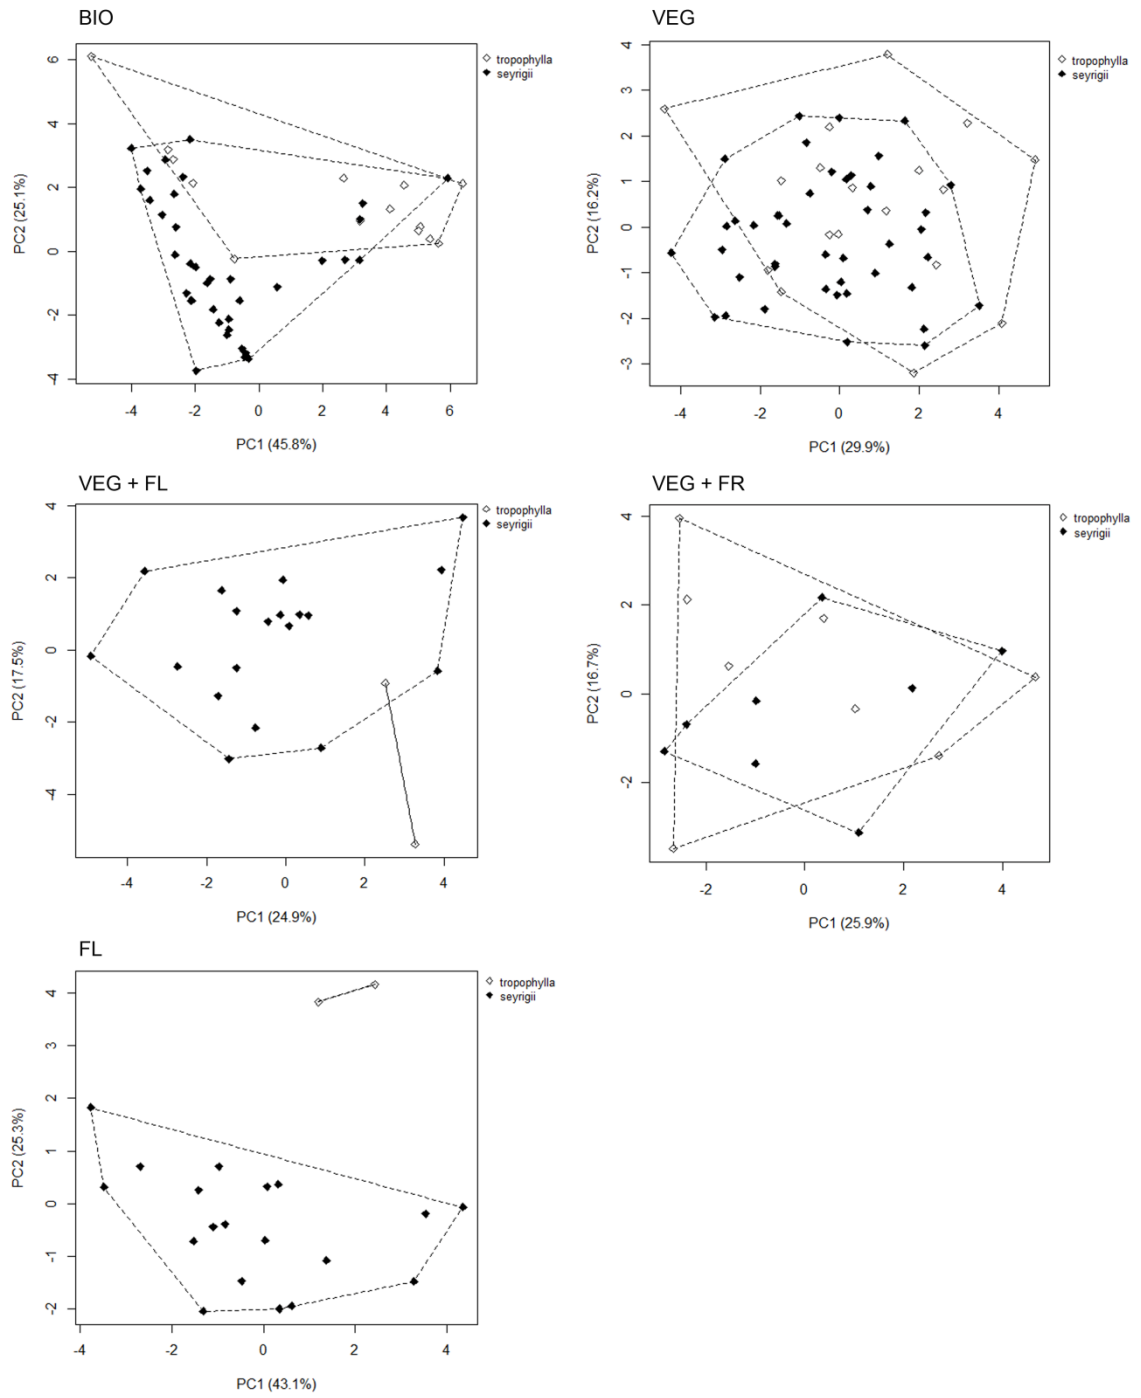 BIO
6
4
2
0
-2
-4
PC2 (25.1%)
-4 -2 0 2 4 6
PC1 (45.8%)
tropophylla
seyrigii
VEG
4
3
2
1
0
-1
-2
-3
PC2 (16.2%)
-4 -2 0 2 4
PC1 (29.9%)
tropophylla
seyrigii
VEG + FL
4
2
0
-2
-4
PC2 (17.5%)
-4 -2 0 2 4
PC1 (24.9%)
tropophylla
seyrigii
VEG + FR
4
2
0
-2
PC2 (16.7%)
-2 0 2 4
PC1 (25.9%)
tropophylla
seyrigii
FL
4
3
2
1
0
-1
-2
PC2 (25.3%)
-4 -2 0 2 4
PC1 (43.1%)
tropophylla
seyrigii